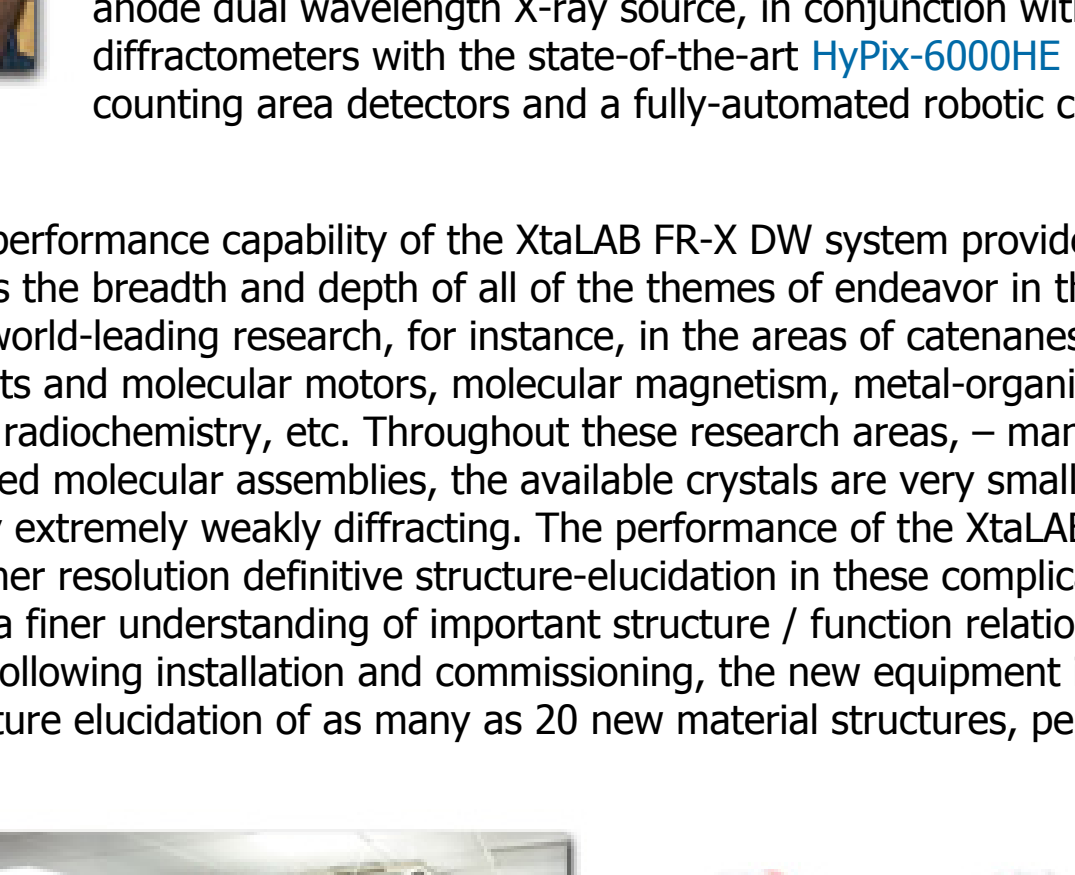 anode dual wavelength X-ray source, in conjunction with
diffractometers with the state-of-the-art HyPix-6000HE
counting area detectors and a fully-automated robotic c
performance capability of the XtaLAB FR-X DW system provide
s the breadth and depth of all of the themes of endeavor in th
world-leading research, for instance, in the areas of catenanes
ts and molecular motors, molecular magnetism, metal-organi
radiochemistry, etc. Throughout these research areas, – man
ed molecular assemblies, the available crystals are very small
y extremely weakly diffracting. The performance of the XtaLAB
her resolution definitive structure-elucidation in these complic
a finer understanding of important structure / function relatio
ollowing installation and commissioning, the new equipment
ture elucidation of as many as 20 new material structures, pe